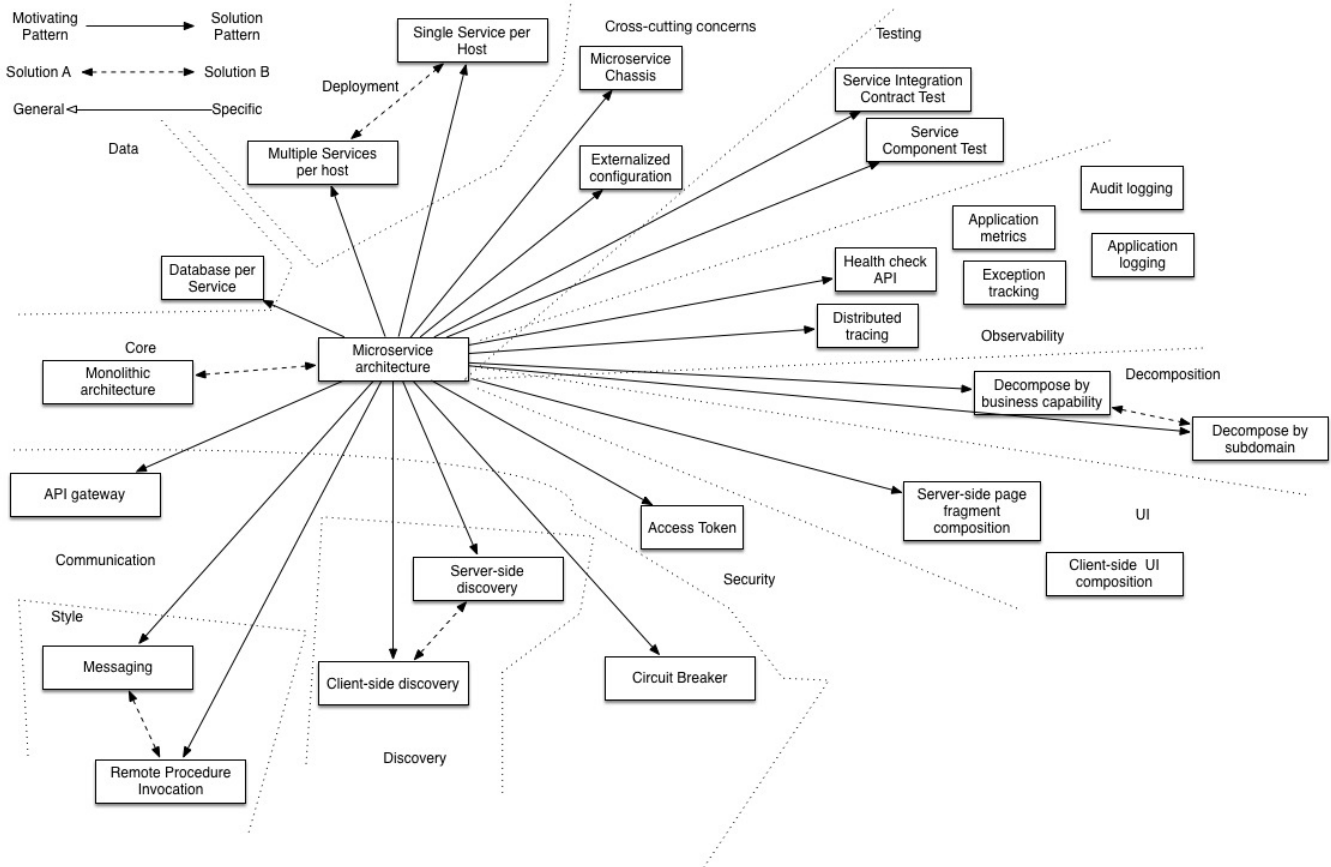 Motivating
Pattern
Solution
Pattern
Solution A
Solution B
General
Specific
Single Service per
Host
Deployment
Multiple Services
per host
Cross-cutting concerns
Microservice
Chassis
Externalized
configuration
Testing
Service Integration
Contract Test
Service
Component Test
Data
Database per
Service
Audit logging
Application
metrics
Application
logging
Health check
API
Exception
tracking
Distributed
tracing
Observability
Core
Monolithic
architecture
Microservice
architecture
Decomposition
Decompose by
business capability
Decompose by
subdomain
API gateway
Communication
Style
Messaging
Remote Procedure
Invocation
Server-side
discovery
Client-side discovery
Discovery
Access Token
Security
Circuit Breaker
Server-side page
fragment
composition
UI
Client-side UI
composition